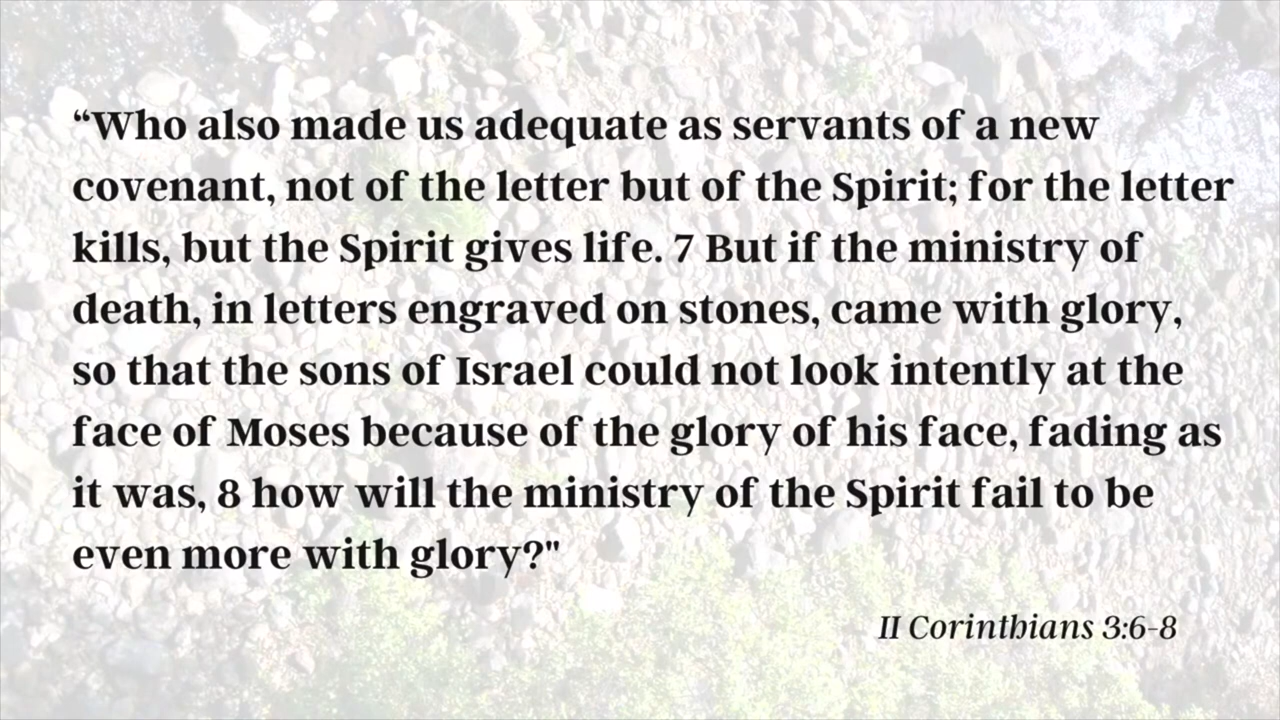 “Who also made us adequate as servants of a new
covenant, not of the letter but of the Spirit; for the letter
kills, but the Spirit gives life. 7 But if the ministry of
death, in letters engraved on stones, came with glory,
so that the sons of Israel could not look intently at the
face of Moses because of the glory of his face, fading as
it was, 8 how will the ministry of the Spirit fail to be
even more with glory?"
II Corinthians 3:6-8